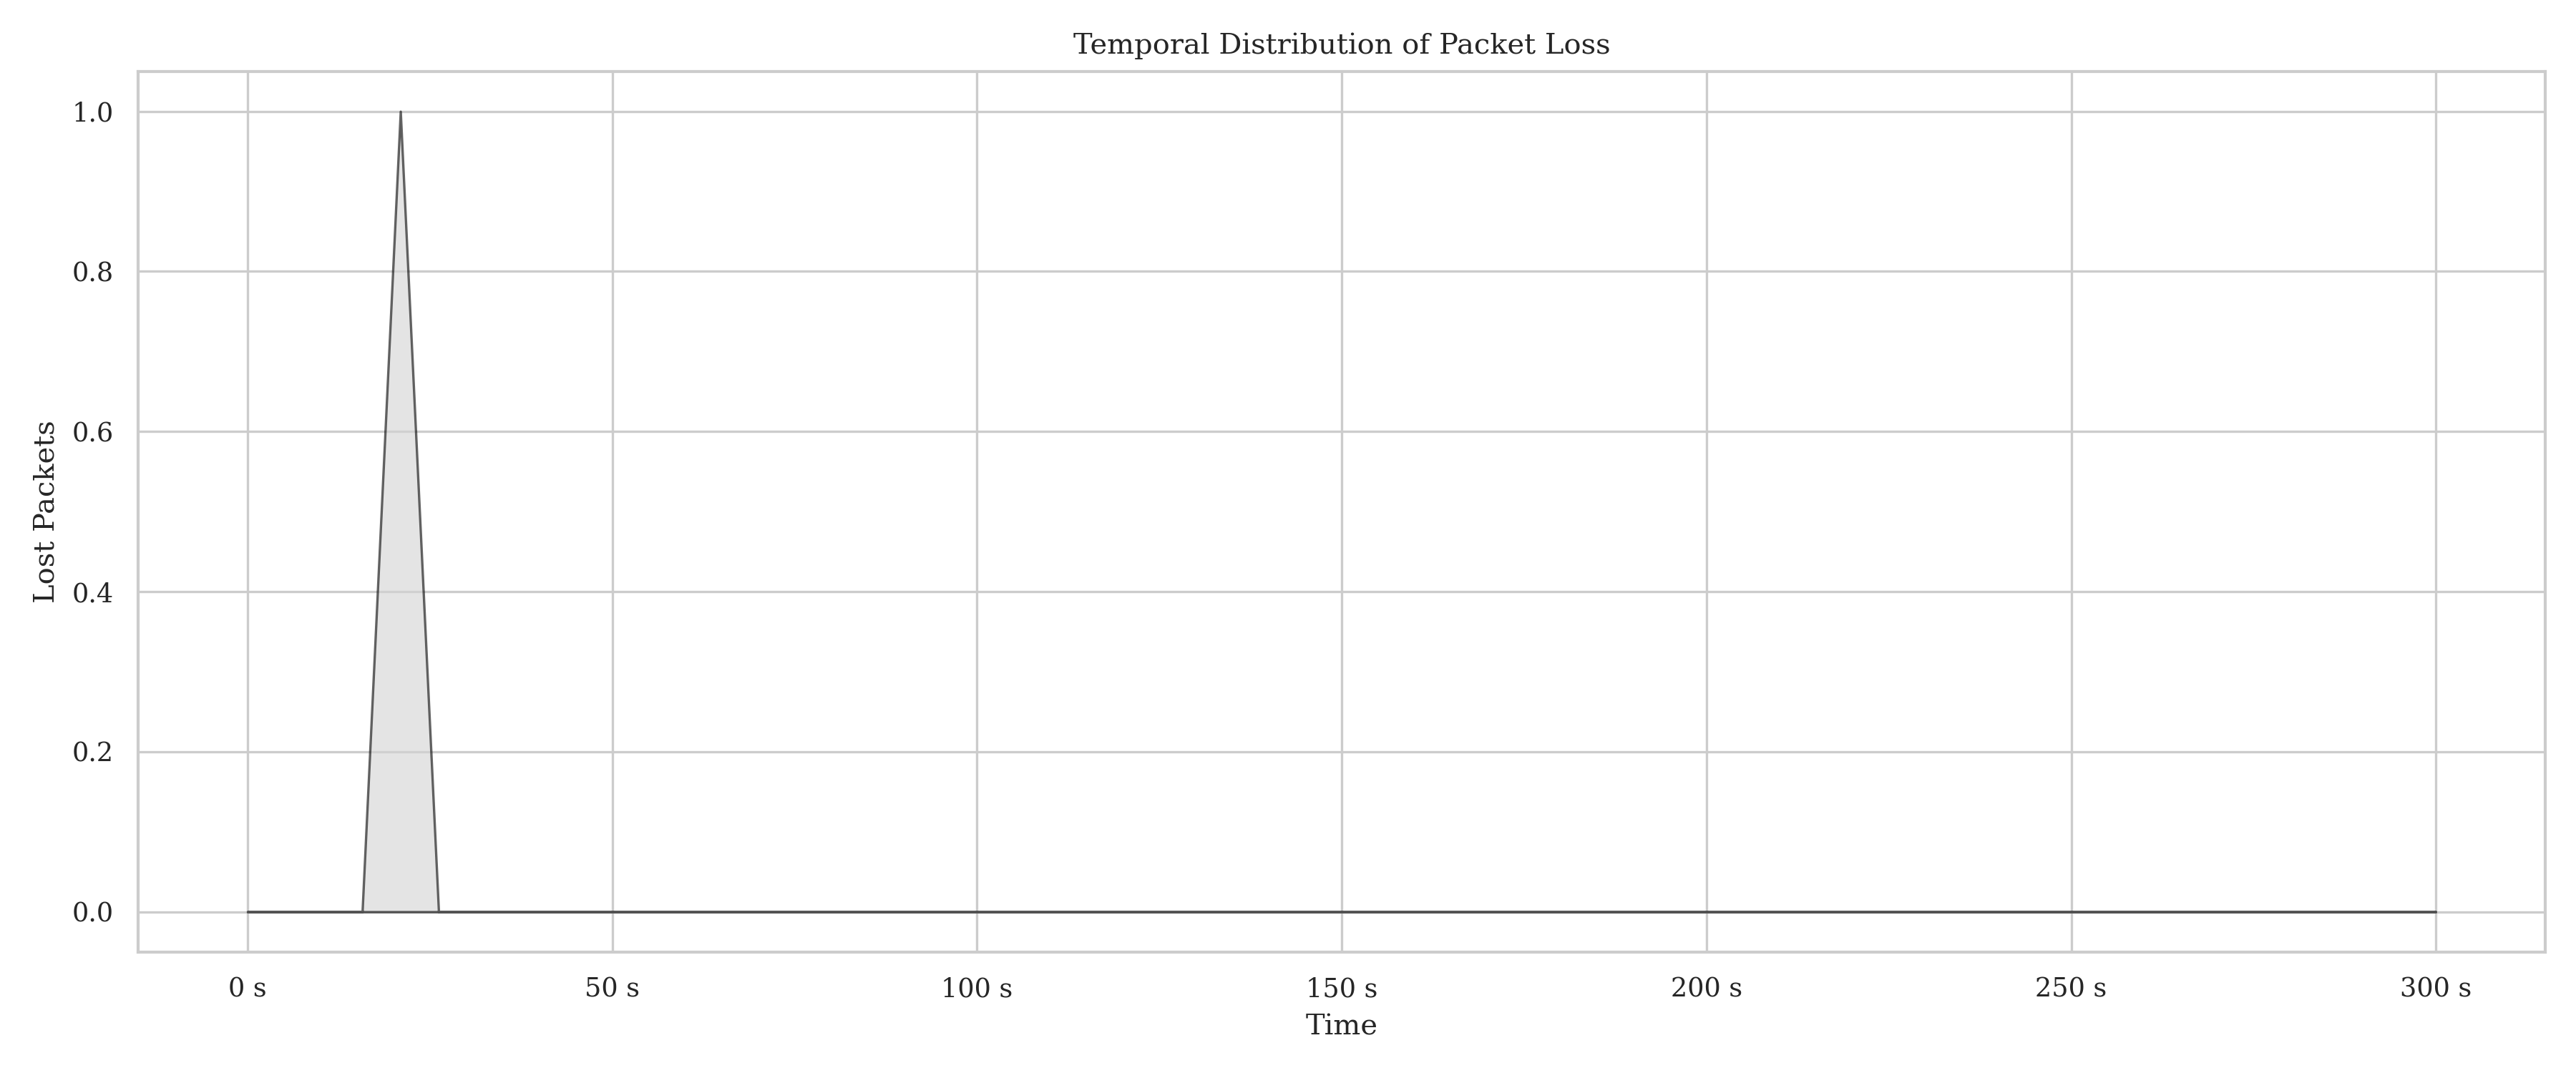 Temporal Distribution of Packet Loss
1.0
0.8
0.6
0.4
0.2
0.0
Lost Packets
0 s
50 s
100 s
150 s
200 s
250 s
300 s
Time